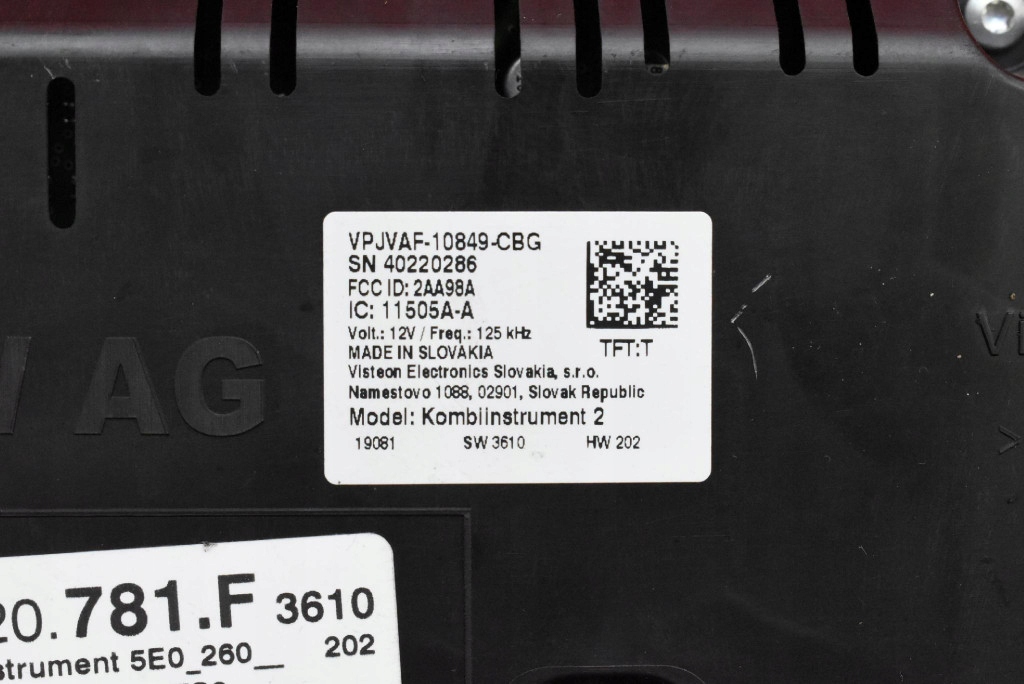 VPJVAF-10849-CBG
SN 40220286
FCC ID: 2AA98A
IC: 11505A-A
Volt.: 12V / Freq.: 125 kHz
MADE IN SLOVAKIA
Visteon Electronics Slovakia, s.r.o.
Namestovo 1088, 02901, Slovak Republic
Model: Kombiinstrument 2
19081 SW 3610 HW 202
TFT:T
AG
20.781.F 3610
strument 5E0_260__ 202